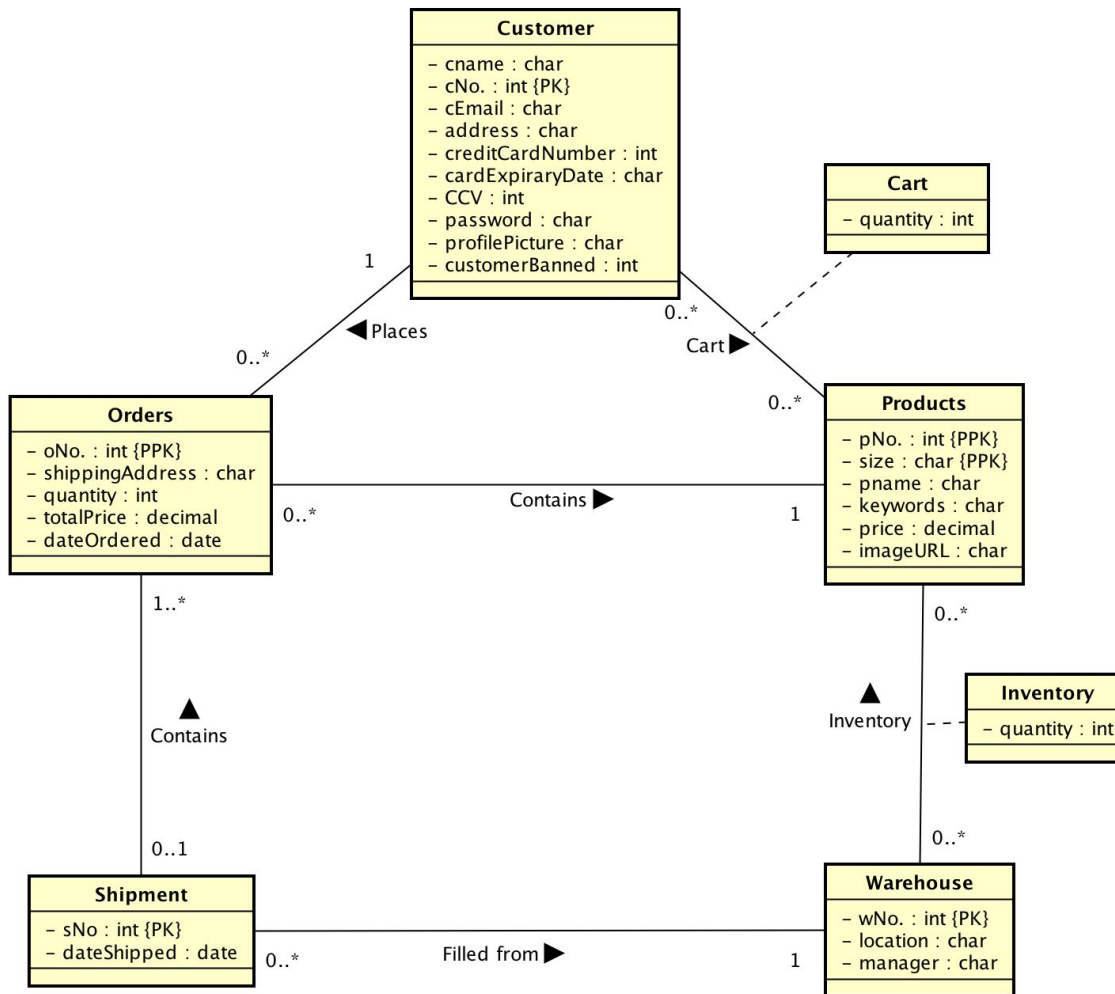 Customer
– cname : char
– cNo. : int {PK}
– cEmail : char
– address : char
– creditCardNumber : int
– cardExpiraryDate : char
– CCV : int
– password : char
– profilePicture : char
– customerBanned : int
Cart
– quantity : int
1
◀ Places
0..*
0..*
Cart ▶
0..*
Orders
– oNo. : int {PPK}
– shippingAddress : char
– quantity : int
– totalPrice : decimal
– dateOrdered : date
Products
– pNo. : int {PPK}
– size : char {PPK}
– pname : char
– keywords : char
– price : decimal
– imageURL : char
0..*
Contains ▶
1
1..*
▲
Contains
0..1
0..*
▲
Inventory
0..*
Inventory
– quantity : int
Shipment
– sNo : int {PK}
– dateShipped : date
0..*
Filled from ▶
1
Warehouse
– wNo. : int {PK}
– location : char
– manager : char